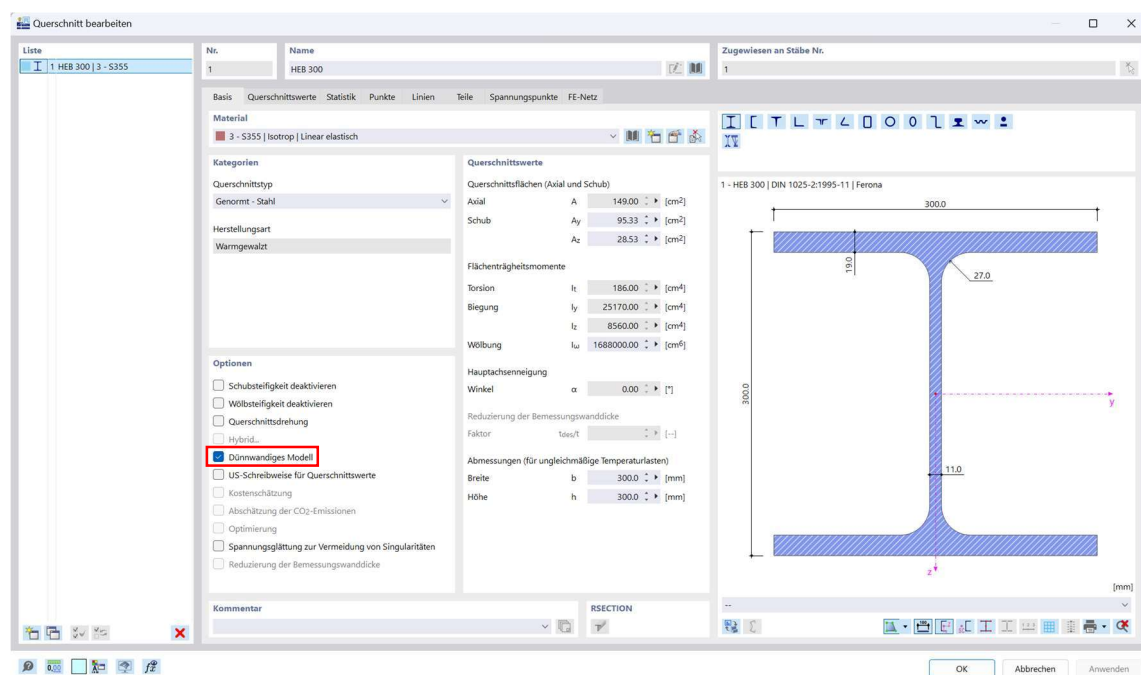 Querschnitt bearbeiten
Liste
1 HEB 300 | 3 - S355
Nr.
1
Name
HEB 300
Zugewiesen an Stäbe Nr.
1
Basis Querschnittswerte Statistik Punkte Linien Teile Spannungspunkte FE-Netz
Material
3 - S355 | Isotrop | Linear elastisch
Kategorien
Querschnittstyp
Genormt - Stahl
Herstellungsart
Warmgewalzt
Optionen
Schubsteifigkeit deaktivieren
Wölbsteifigkeit deaktivieren
Querschnittsdrehung
Hybrid...
Dünnwandiges Modell
US-Schreibweise für Querschnittswerte
Kostenschätzung
Abschätzung der CO2-Emissionen
Optimierung
Spannungsglättung zur Vermeidung von Singularitäten
Reduzierung der Bemessungswanddicke
Querschnittswerte
Querschnittsflächen (Axial und Schub)
Axial A 149.00 [cm2]
Schub Ay 95.33 [cm2]
Az 28.53 [cm2]
Flächenträgheitsmomente
Torsion It 186.00 [cm4]
Biegung Iy 25170.00 [cm4]
Iz 8560.00 [cm4]
Wölbung Iω 1688000.00 [cm6]
Hauptachsenneigung
Winkel α 0.00 [°]
Reduzierung der Bemessungswanddicke
Faktor tdes/t [--]
Abmessungen (für ungleichmäßige Temperaturlasten)
Breite b 300.0 [mm]
Höhe h 300.0 [mm]
Kommentar
RSECTION
1 - HEB 300 | DIN 1025-2:1995-11 | Ferona
300.0
19.0
27.0
300.0
y
11.0
z
[mm]
--
OK Abbrechen Anwenden